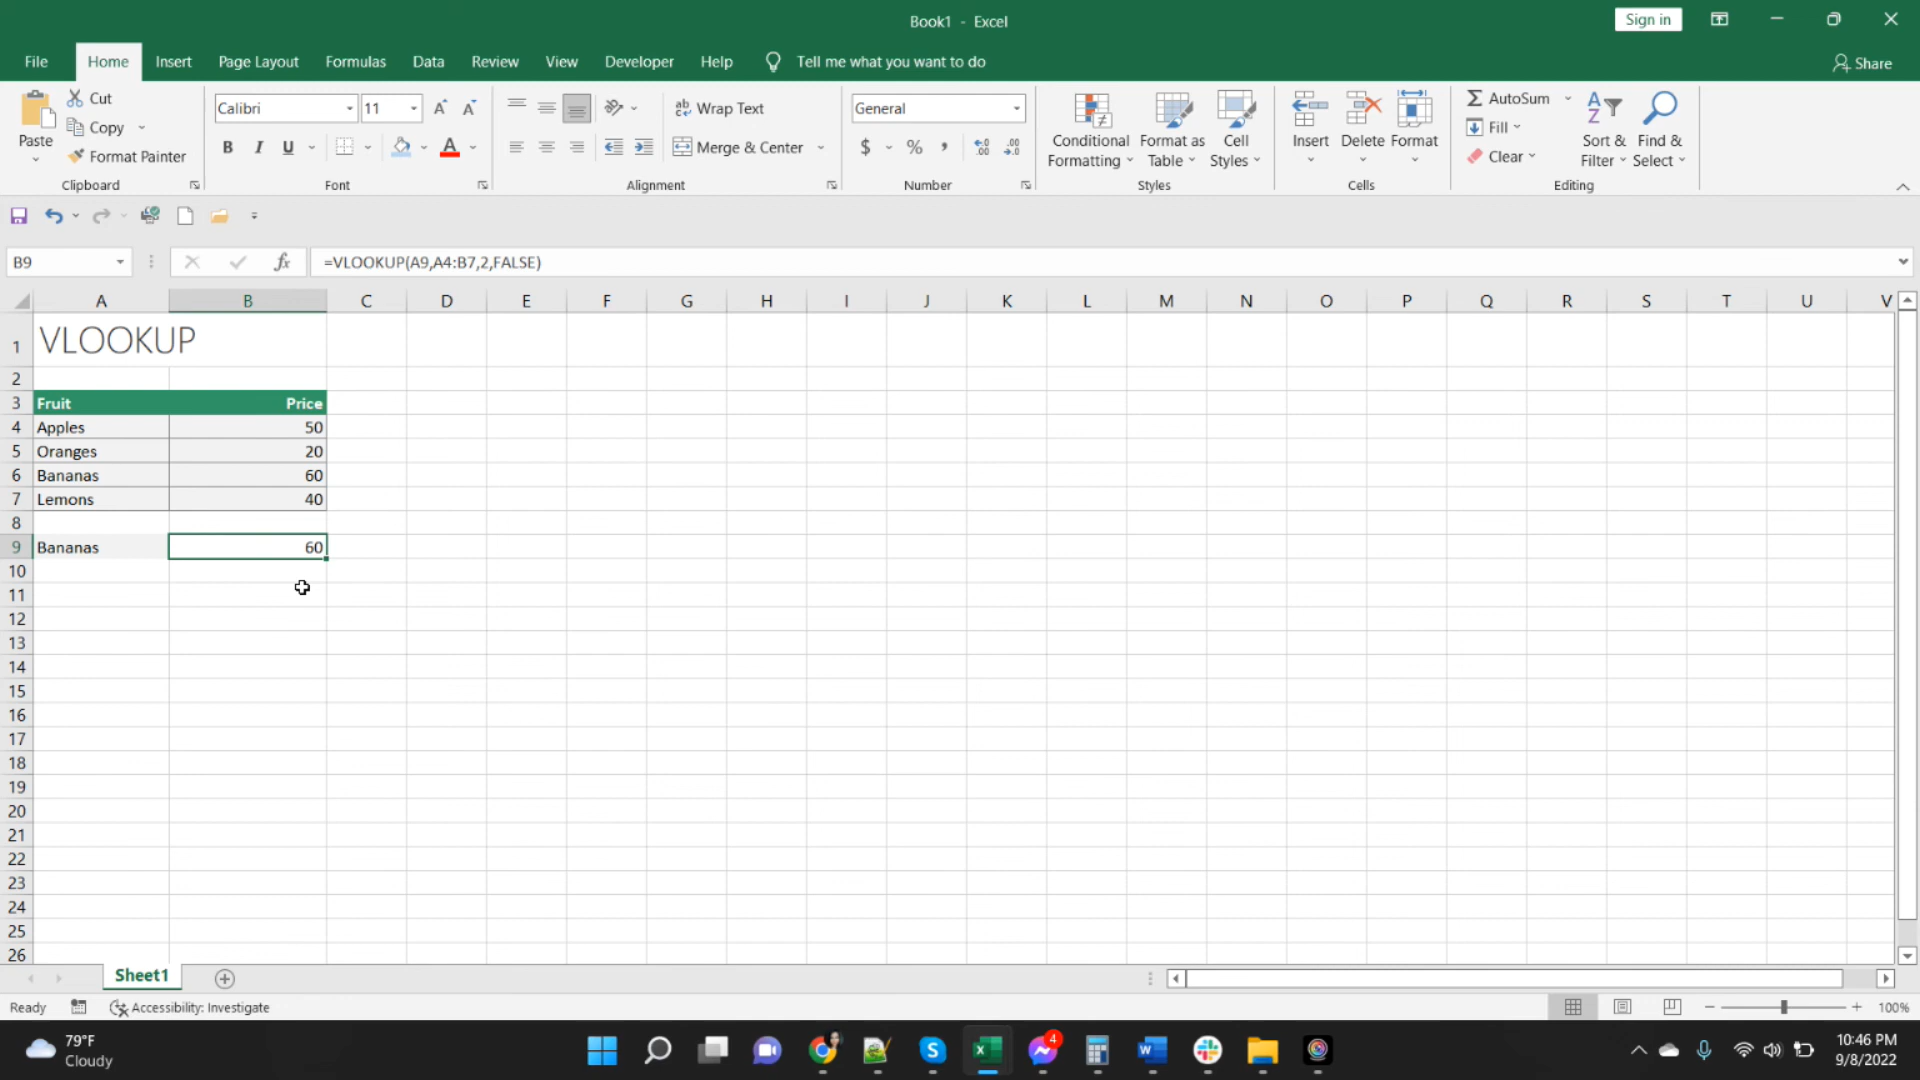 Book1 - Excel
Sign in
File Home Insert Page Layout Formulas Data Review View Developer Help Tell me what you want to do Share
Paste
Cut
Copy
Format Painter
Clipboard
Calibri 11
B I U
Font
Wrap Text
Merge & Center
Alignment
General
$ % ,
Number
Conditional Formatting
Format as Table
Cell Styles
Styles
Insert Delete Format
Cells
AutoSum
Fill
Clear
Sort & Filter
Find & Select
Editing
B9 fx =VLOOKUP(A9,A4:B7,2,FALSE)
A B C D E F G H I J K L M N O P Q R S T U V
1 VLOOKUP
2
3 Fruit Price
4 Apples 50
5 Oranges 20
6 Bananas 60
7 Lemons 40
8
9 Bananas 60
10
11
12
13
14
15
16
17
18
19
20
21
22
23
24
25
26
Sheet1
Ready Accessibility: Investigate 100%
79°F
Cloudy
4
10:46 PM
9/8/2022